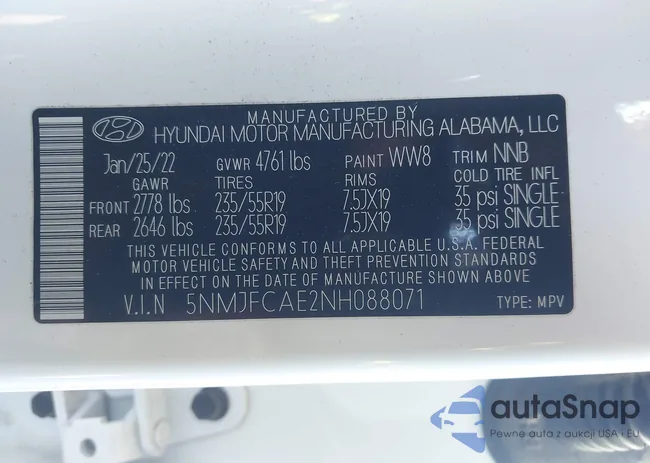 MANUFACTURED BY
HYUNDAI MOTOR MANUFACTURING ALABAMA, LLC
Jan/25/22 GVWR 4761 lbs PAINT WW8 TRIM NNB
GAWR TIRES RIMS COLD TIRE INFL
FRONT 2778 lbs 235/55R19 7.5JX19 35 psi SINGLE
REAR 2646 lbs 235/55R19 7.5JX19 35 psi SINGLE
THIS VEHICLE CONFORMS TO ALL APPLICABLE U.S.A. FEDERAL
MOTOR VEHICLE SAFETY AND THEFT PREVENTION STANDARDS
IN EFFECT ON THE DATE OF MANUFACTURE SHOWN ABOVE
V.I.N 5NMJFCAE2NH088071 TYPE: MPV
autaSnap
Pewne auta z aukcji USA i EU